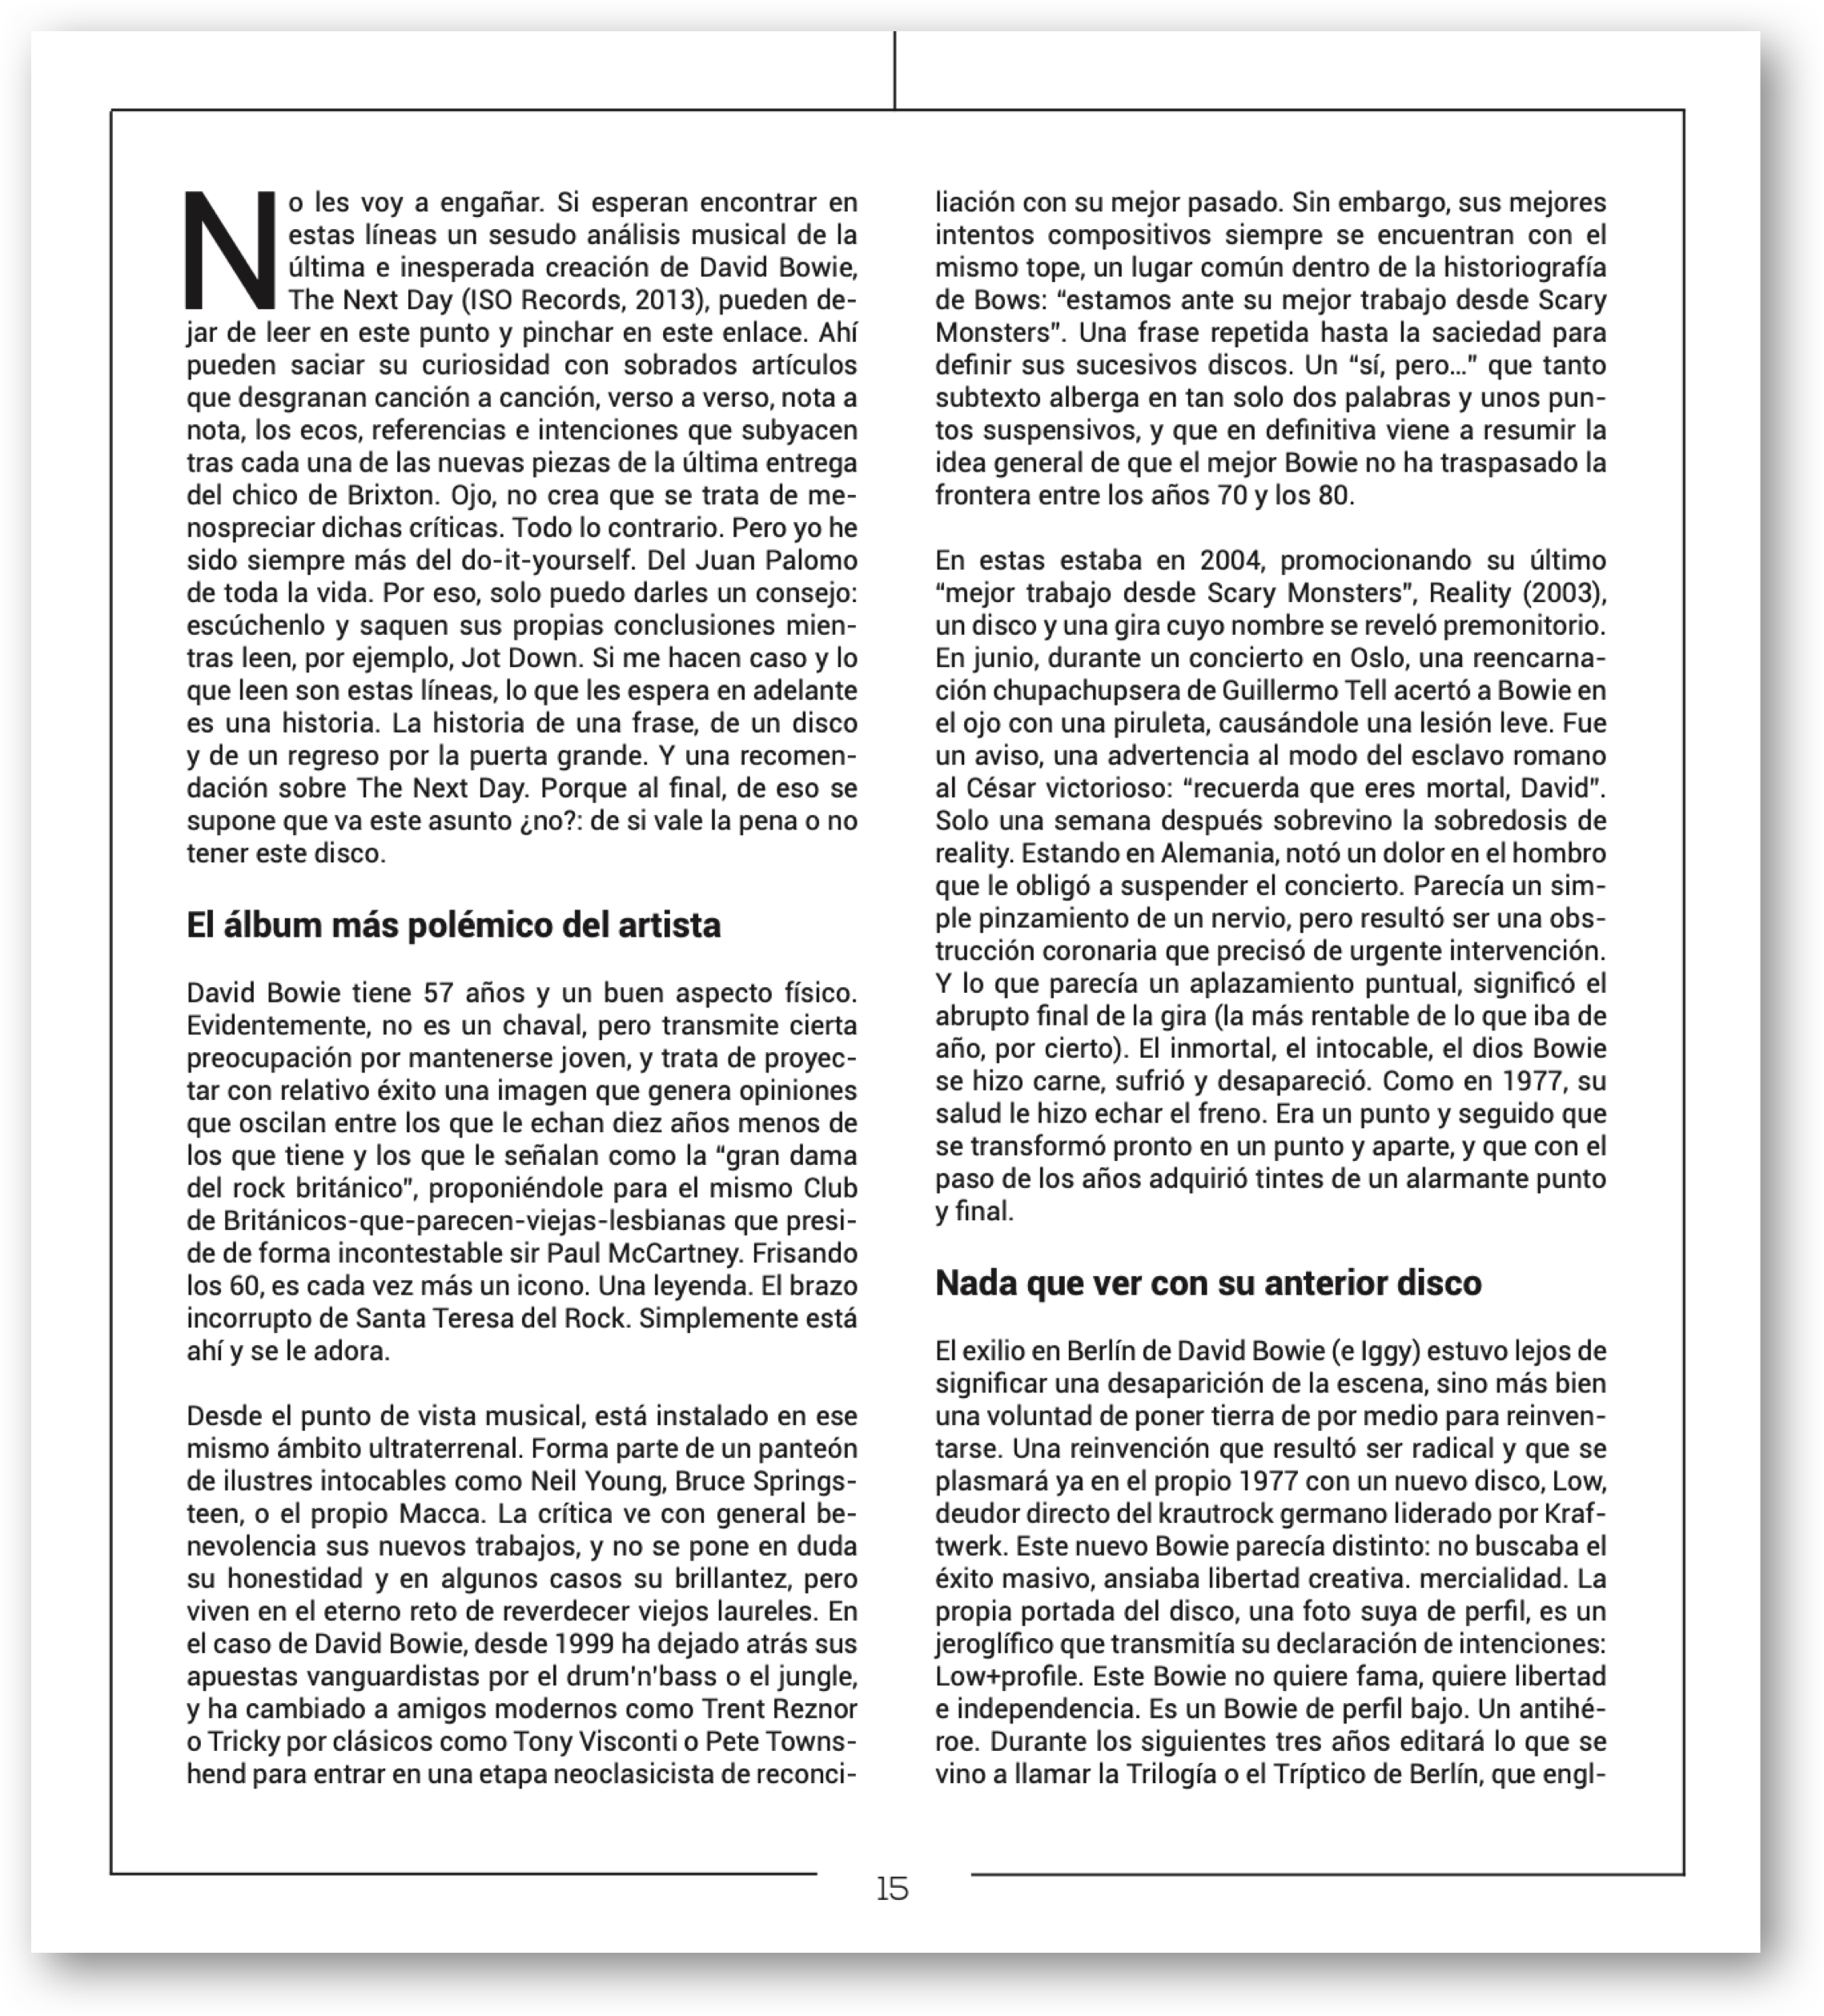 No les voy a engañar. Si esperan encontrar en
estas líneas un sesudo análisis musical de la
última e inesperada creación de David Bowie,
The Next Day (ISO Records, 2013), pueden de-
jar de leer en este punto y pinchar en este enlace. Ahí
pueden saciar su curiosidad con sobrados artículos
que desgranan canción a canción, verso a verso, nota a
nota, los ecos, referencias e intenciones que subyacen
tras cada una de las nuevas piezas de la última entrega
del chico de Brixton. Ojo, no crea que se trata de me-
nospreciar dichas críticas. Todo lo contrario. Pero yo he
sido siempre más del do-it-yourself. Del Juan Palomo
de toda la vida. Por eso, solo puedo darles un consejo:
escúchenlo y saquen sus propias conclusiones mien-
tras leen, por ejemplo, Jot Down. Si me hacen caso y lo
que leen son estas líneas, lo que les espera en adelante
es una historia. La historia de una frase, de un disco
y de un regreso por la puerta grande. Y una recomen-
dación sobre The Next Day. Porque al final, de eso se
supone que va este asunto ¿no?: de si vale la pena o no
tener este disco.
El álbum más polémico del artista
David Bowie tiene 57 años y un buen aspecto físico.
Evidentemente, no es un chaval, pero transmite cierta
preocupación por mantenerse joven, y trata de proyec-
tar con relativo éxito una imagen que genera opiniones
que oscilan entre los que le echan diez años menos de
los que tiene y los que le señalan como la “gran dama
del rock británico”, proponiéndole para el mismo Club
de Británicos-que-parecen-viejas-lesbianas que presi-
de de forma incontestable sir Paul McCartney. Frisando
los 60, es cada vez más un icono. Una leyenda. El brazo
incorrupto de Santa Teresa del Rock. Simplemente está
ahí y se le adora.
Desde el punto de vista musical, está instalado en ese
mismo ámbito ultraterrenal. Forma parte de un panteón
de ilustres intocables como Neil Young, Bruce Springs-
teen, o el propio Macca. La crítica ve con general be-
nevolencia sus nuevos trabajos, y no se pone en duda
su honestidad y en algunos casos su brillantez, pero
viven en el eterno reto de reverdecer viejos laureles. En
el caso de David Bowie, desde 1999 ha dejado atrás sus
apuestas vanguardistas por el drum'n'bass o el jungle,
y ha cambiado a amigos modernos como Trent Reznor
o Tricky por clásicos como Tony Visconti o Pete Towns-
hend para entrar en una etapa neoclasicista de reconci-
liación con su mejor pasado. Sin embargo, sus mejores
intentos compositivos siempre se encuentran con el
mismo tope, un lugar común dentro de la historiografía
de Bows: “estamos ante su mejor trabajo desde Scary
Monsters”. Una frase repetida hasta la saciedad para
definir sus sucesivos discos. Un “sí, pero...” que tanto
subtexto alberga en tan solo dos palabras y unos pun-
tos suspensivos, y que en definitiva viene a resumir la
idea general de que el mejor Bowie no ha traspasado la
frontera entre los años 70 y los 80.
En estas estaba en 2004, promocionando su último
“mejor trabajo desde Scary Monsters”, Reality (2003),
un disco y una gira cuyo nombre se reveló premonitorio.
En junio, durante un concierto en Oslo, una reencarna-
ción chupachupsera de Guillermo Tell acertó a Bowie en
el ojo con una piruleta, causándole una lesión leve. Fue
un aviso, una advertencia al modo del esclavo romano
al César victorioso: “recuerda que eres mortal, David”.
Solo una semana después sobrevino la sobredosis de
reality. Estando en Alemania, notó un dolor en el hombro
que le obligó a suspender el concierto. Parecía un sim-
ple pinzamiento de un nervio, pero resultó ser una obs-
trucción coronaria que precisó de urgente intervención.
Y lo que parecía un aplazamiento puntual, significó el
abrupto final de la gira (la más rentable de lo que iba de
año, por cierto). El inmortal, el intocable, el dios Bowie
se hizo carne, sufrió y desapareció. Como en 1977, su
salud le hizo echar el freno. Era un punto y seguido que
se transformó pronto en un punto y aparte, y que con el
paso de los años adquirió tintes de un alarmante punto
y final.
Nada que ver con su anterior disco
El exilio en Berlín de David Bowie (e Iggy) estuvo lejos de
significar una desaparición de la escena, sino más bien
una voluntad de poner tierra de por medio para reinven-
tarse. Una reinvención que resultó ser radical y que se
plasmará ya en el propio 1977 con un nuevo disco, Low,
deudor directo del krautrock germano liderado por Kraf-
twerk. Este nuevo Bowie parecía distinto: no buscaba el
éxito masivo, ansiaba libertad creativa. mercialidad. La
propia portada del disco, una foto suya de perfil, es un
jeroglífico que transmitía su declaración de intenciones:
Low+profile. Este Bowie no quiere fama, quiere libertad
e independencia. Es un Bowie de perfil bajo. Un antihé-
roe. Durante los siguientes tres años editará lo que se
vino a llamar la Trilogía o el Tríptico de Berlín, que engl-
15